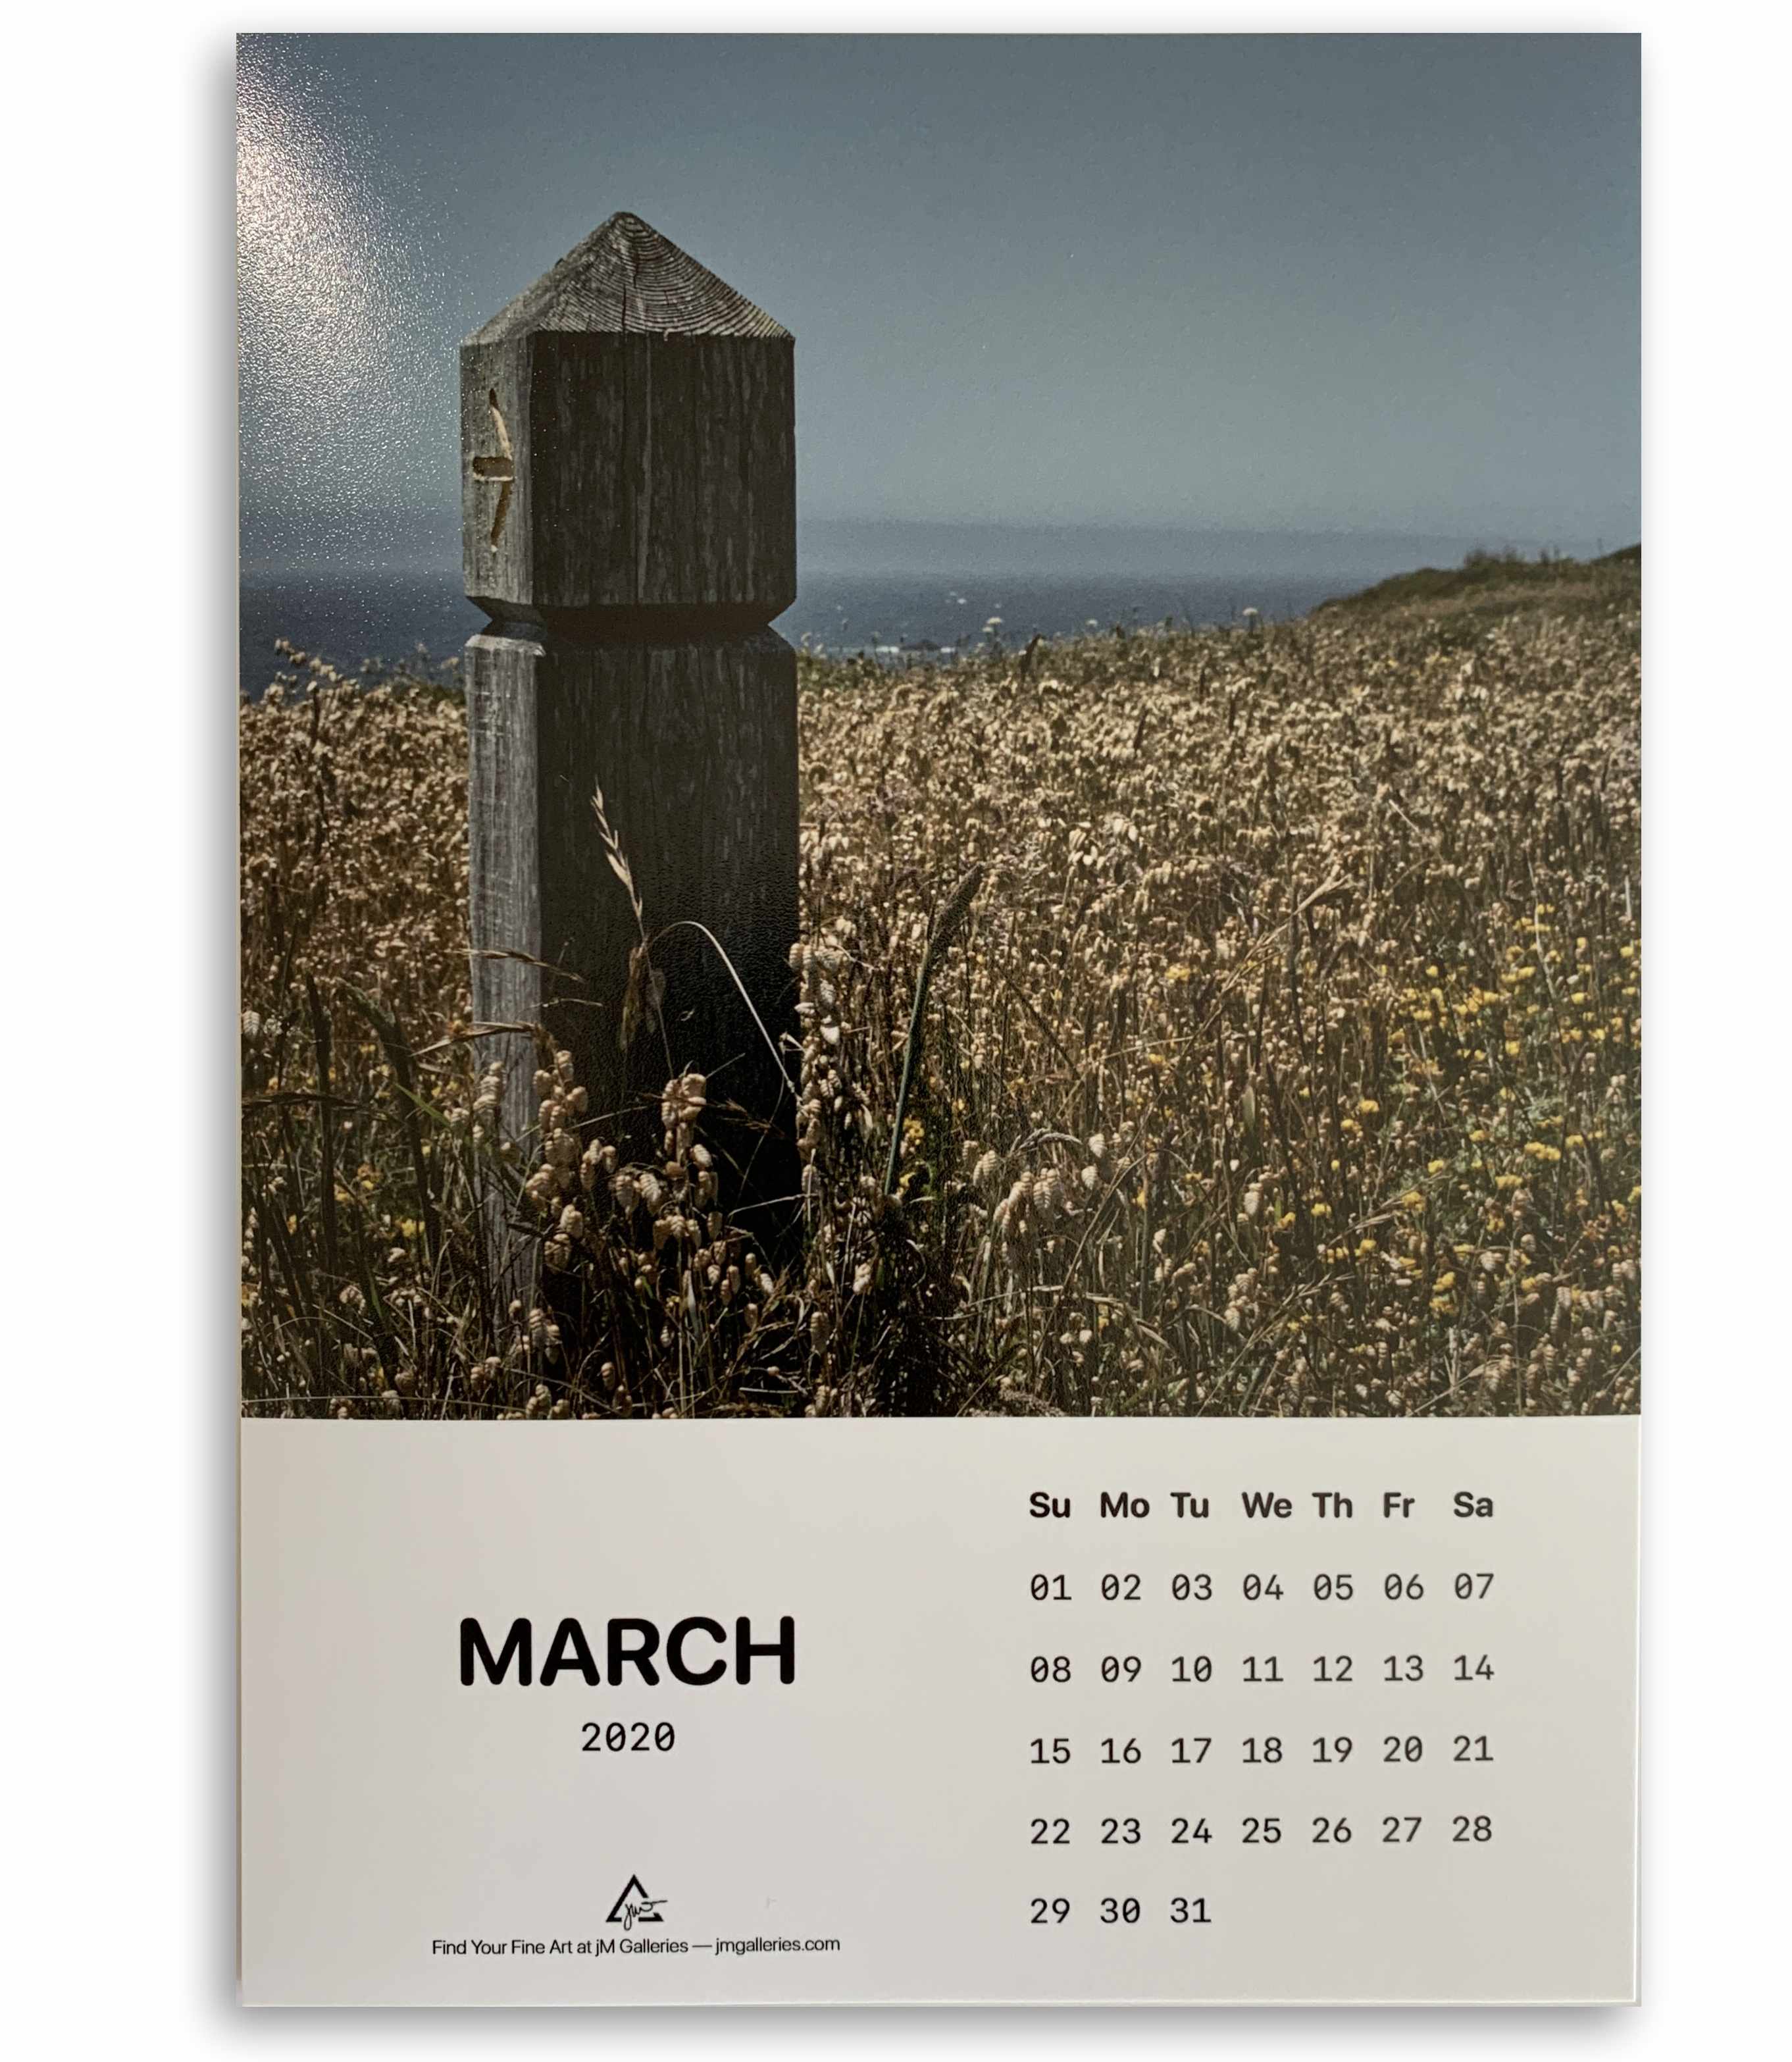 MARCH
2020
Find Your Fine Art at jM Galleries — jmgalleries.com
Su Mo Tu We Th Fr Sa
01 02 03 04 05 06 07
08 09 10 11 12 13 14
15 16 17 18 19 20 21
22 23 24 25 26 27 28
29 30 31